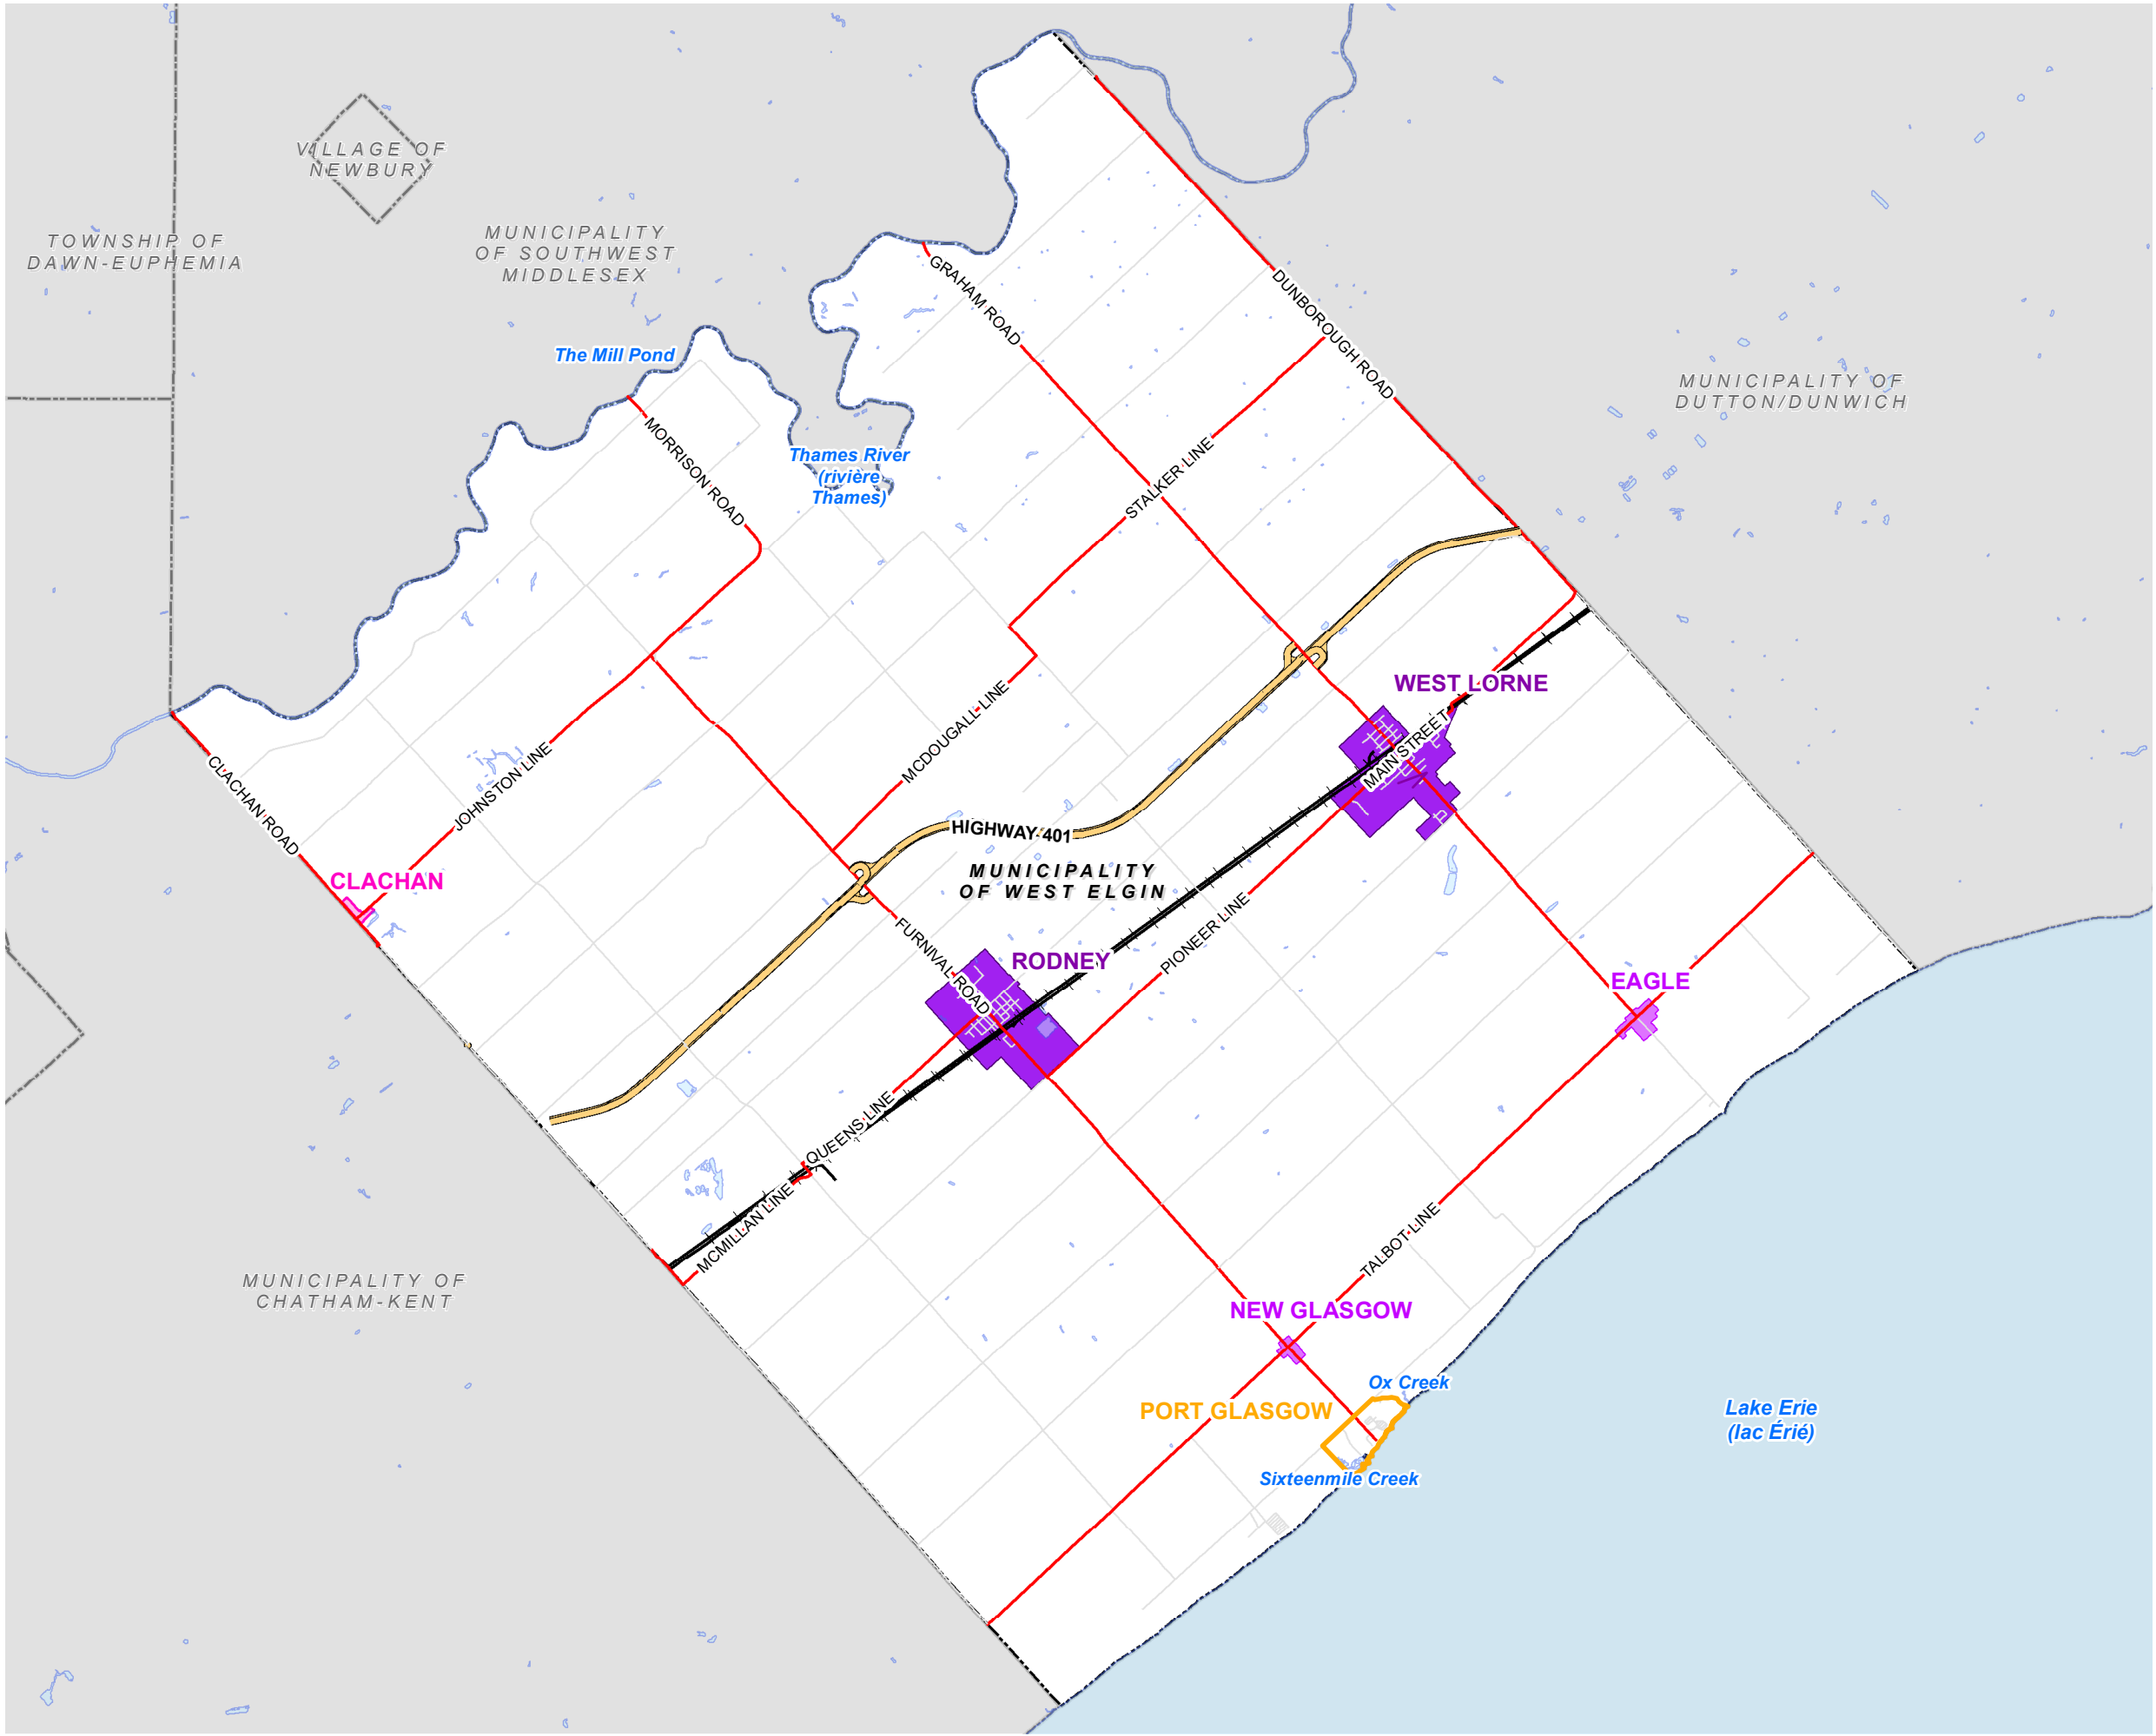 VILLAGE OF
NEWBURY
TOWNSHIP OF
DAWN-EUPHEMIA
MUNICIPALITY
OF SOUTHWEST
MIDDLESEX
GRAHAM ROAD
DUNBOROUGH ROAD
The Mill Pond
MUNICIPALITY OF
DUTTON/DUNWICH
MORRISON ROAD
Thames River
(rivière
Thames)
STALKER LINE
WEST LORNE
MAIN STREET
CLACHAN ROAD
JOHNSTON LINE
MCDOUGALL LINE
HIGHWAY 401
CLACHAN
MUNICIPALITY
OF WEST ELGIN
FURNIVAL ROAD
RODNEY
PIONEER LINE
EAGLE
QUEENS LINE
MCMILLAN LINE
TALBOT LINE
MUNICIPALITY OF
CHATHAM-KENT
NEW GLASGOW
Ox Creek
PORT GLASGOW
Lake Erie
(lac Érié)
Sixteenmile Creek